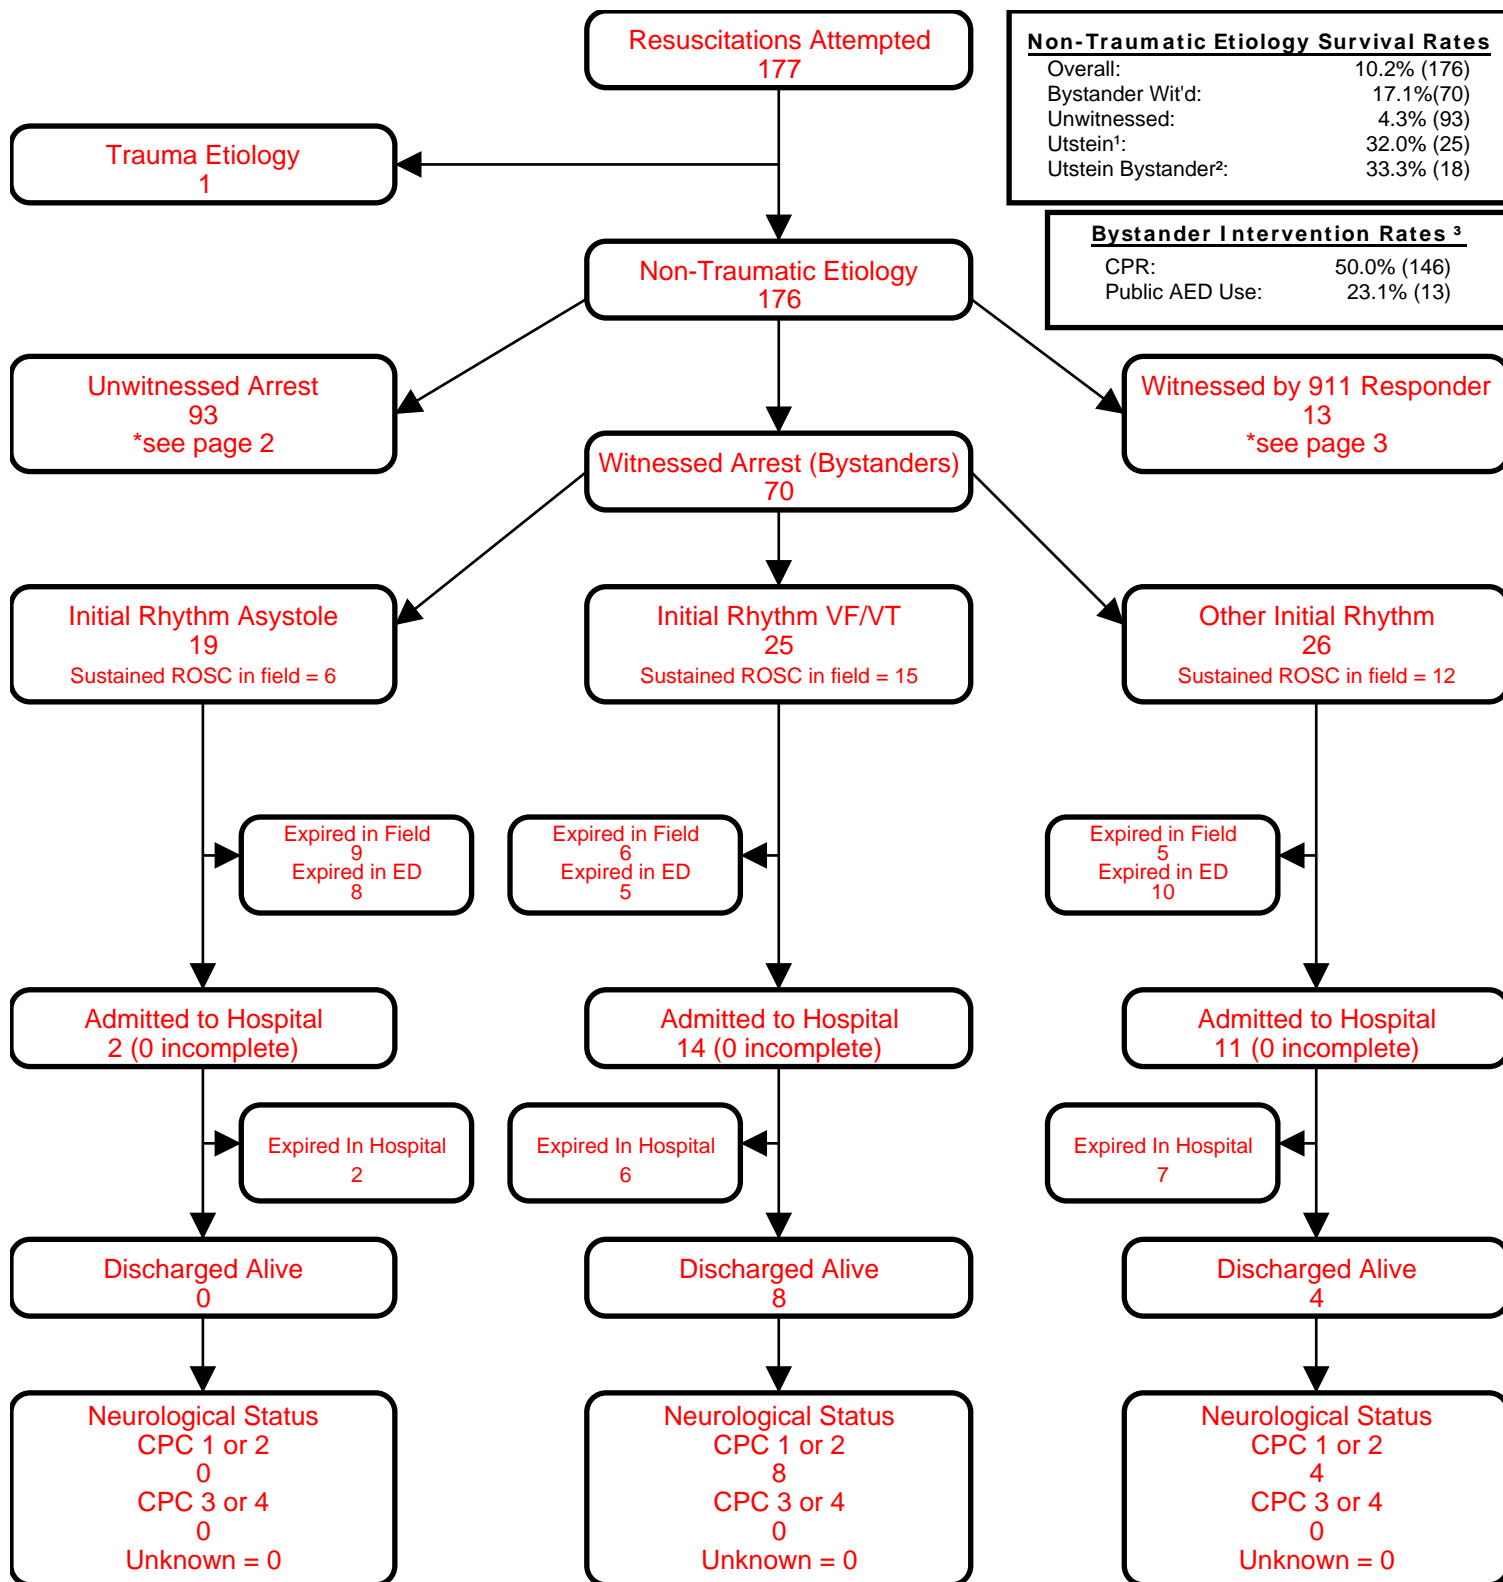 Resuscitations Attempted
177
Non-Traumatic Etiology Survival Rates
Overall: 10.2% (176)
Bystander Wit'd: 17.1%(70)
Unwitnessed: 4.3% (93)
Utstein¹: 32.0% (25)
Utstein Bystander²: 33.3% (18)
Trauma Etiology
1
Bystander Intervention Rates ³
CPR: 50.0% (146)
Public AED Use: 23.1% (13)
Non-Traumatic Etiology
176
Unwitnessed Arrest
93
*see page 2
Witnessed by 911 Responder
13
*see page 3
Witnessed Arrest (Bystanders)
70
Initial Rhythm Asystole
19
Sustained ROSC in field = 6
Initial Rhythm VF/VT
25
Sustained ROSC in field = 15
Other Initial Rhythm
26
Sustained ROSC in field = 12
Expired in Field
9
Expired in ED
8
Expired in Field
6
Expired in ED
5
Expired in Field
5
Expired in ED
10
Admitted to Hospital
2 (0 incomplete)
Admitted to Hospital
14 (0 incomplete)
Admitted to Hospital
11 (0 incomplete)
Expired In Hospital
2
Expired In Hospital
6
Expired In Hospital
7
Discharged Alive
0
Discharged Alive
8
Discharged Alive
4
Neurological Status
CPC 1 or 2
0
CPC 3 or 4
0
Unknown = 0
Neurological Status
CPC 1 or 2
8
CPC 3 or 4
0
Unknown = 0
Neurological Status
CPC 1 or 2
4
CPC 3 or 4
0
Unknown = 0